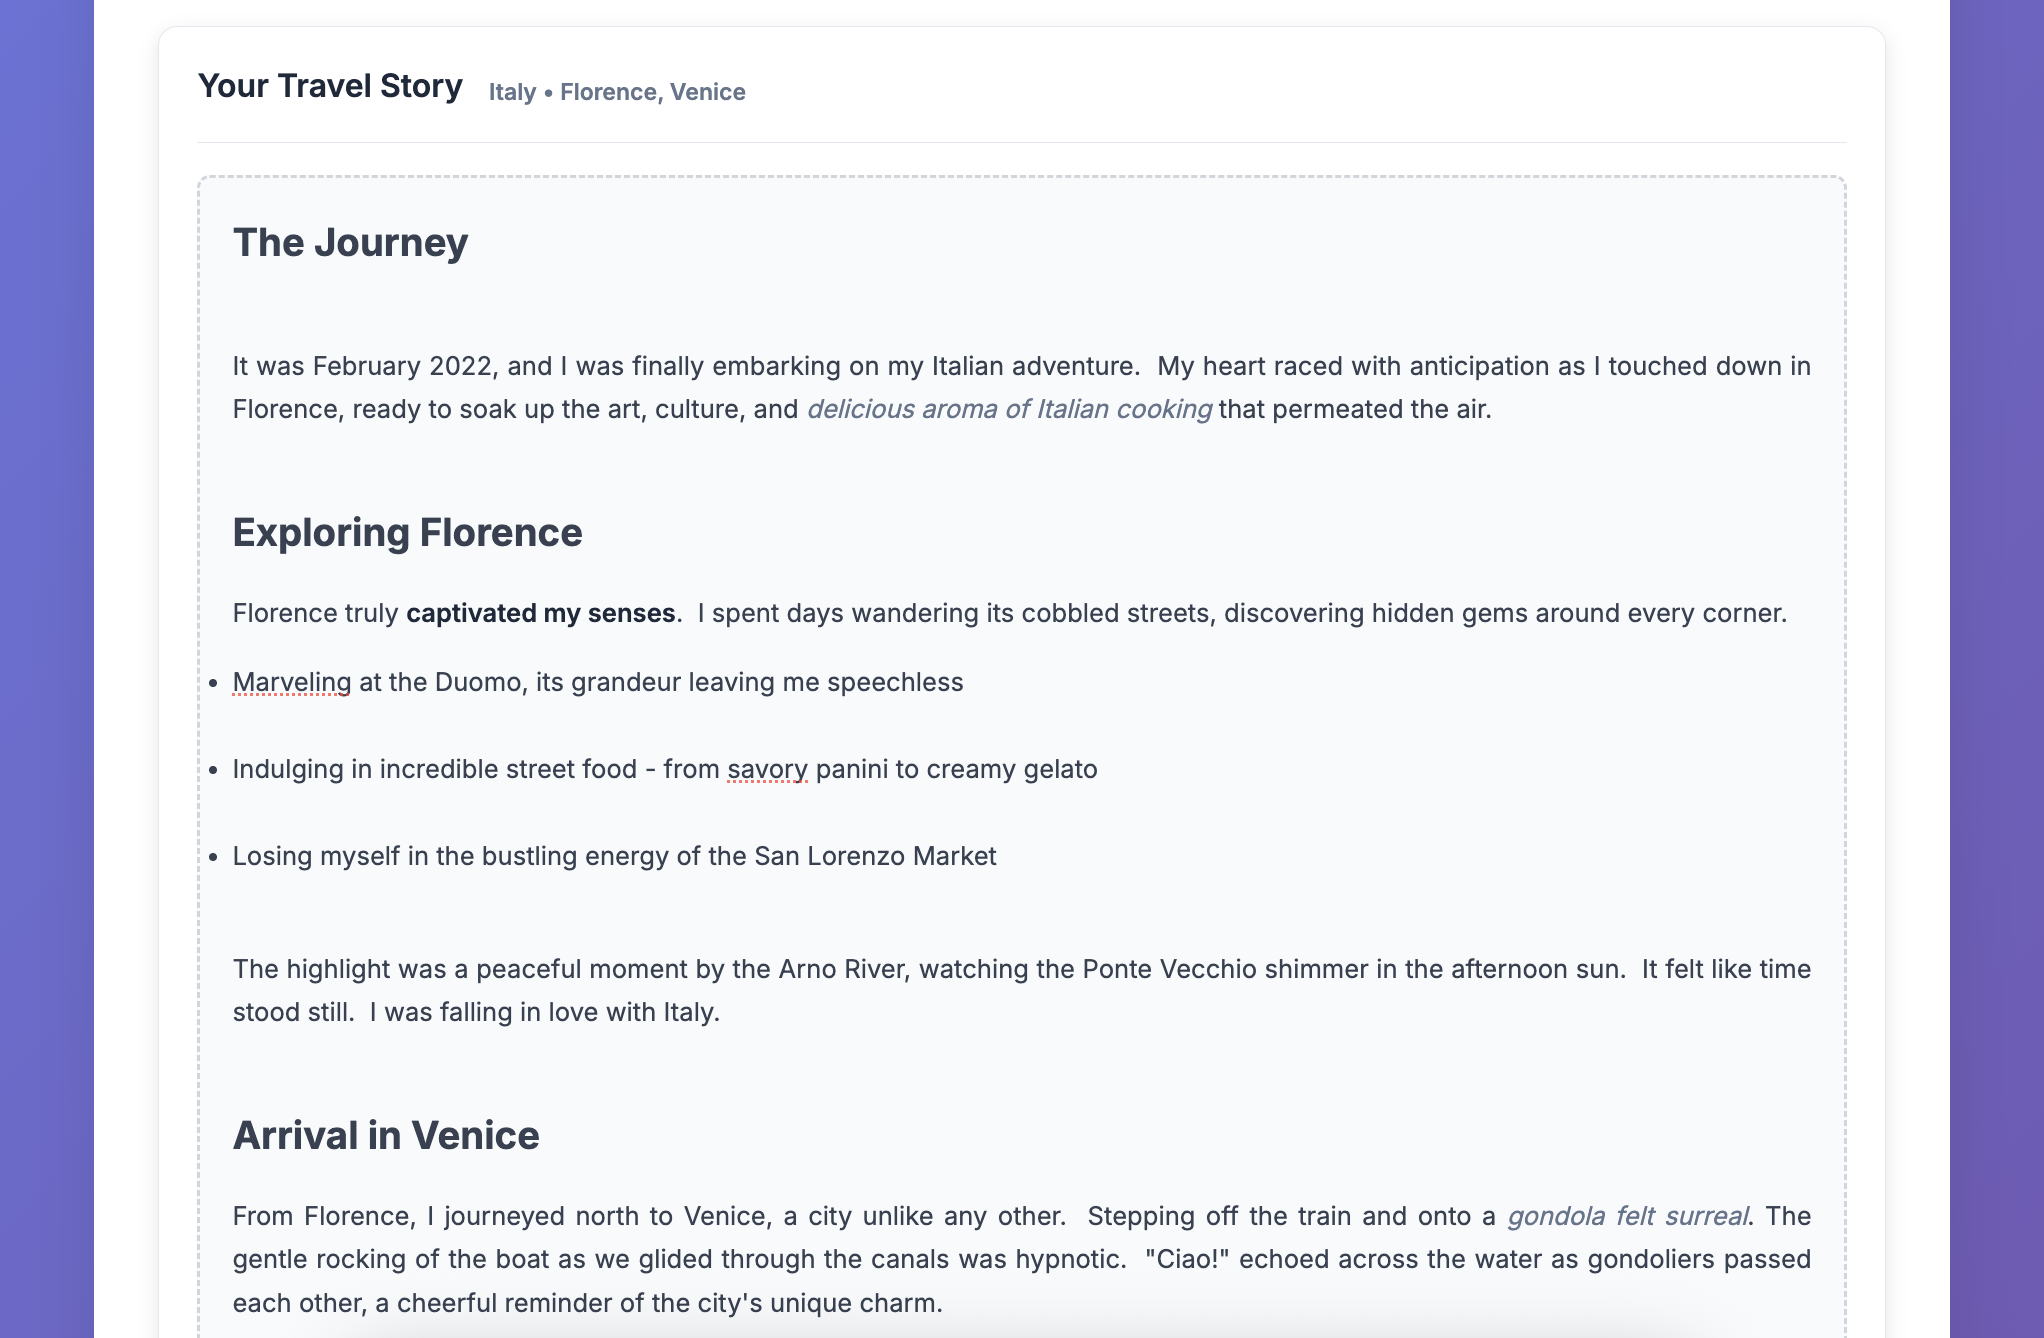 Your Travel Story Italy • Florence, Venice
The Journey
It was February 2022, and I was finally embarking on my Italian adventure.  My heart raced with anticipation as I touched down in
Florence, ready to soak up the art, culture, and delicious aroma of Italian cooking that permeated the air.
Exploring Florence
Florence truly captivated my senses.  I spent days wandering its cobbled streets, discovering hidden gems around every corner.
• Marveling at the Duomo, its grandeur leaving me speechless
• Indulging in incredible street food - from savory panini to creamy gelato
• Losing myself in the bustling energy of the San Lorenzo Market
The highlight was a peaceful moment by the Arno River, watching the Ponte Vecchio shimmer in the afternoon sun.  It felt like time
stood still.  I was falling in love with Italy.
Arrival in Venice
From Florence, I journeyed north to Venice, a city unlike any other.  Stepping off the train and onto a gondola felt surreal. The
gentle rocking of the boat as we glided through the canals was hypnotic.  "Ciao!" echoed across the water as gondoliers passed
each other, a cheerful reminder of the city's unique charm.